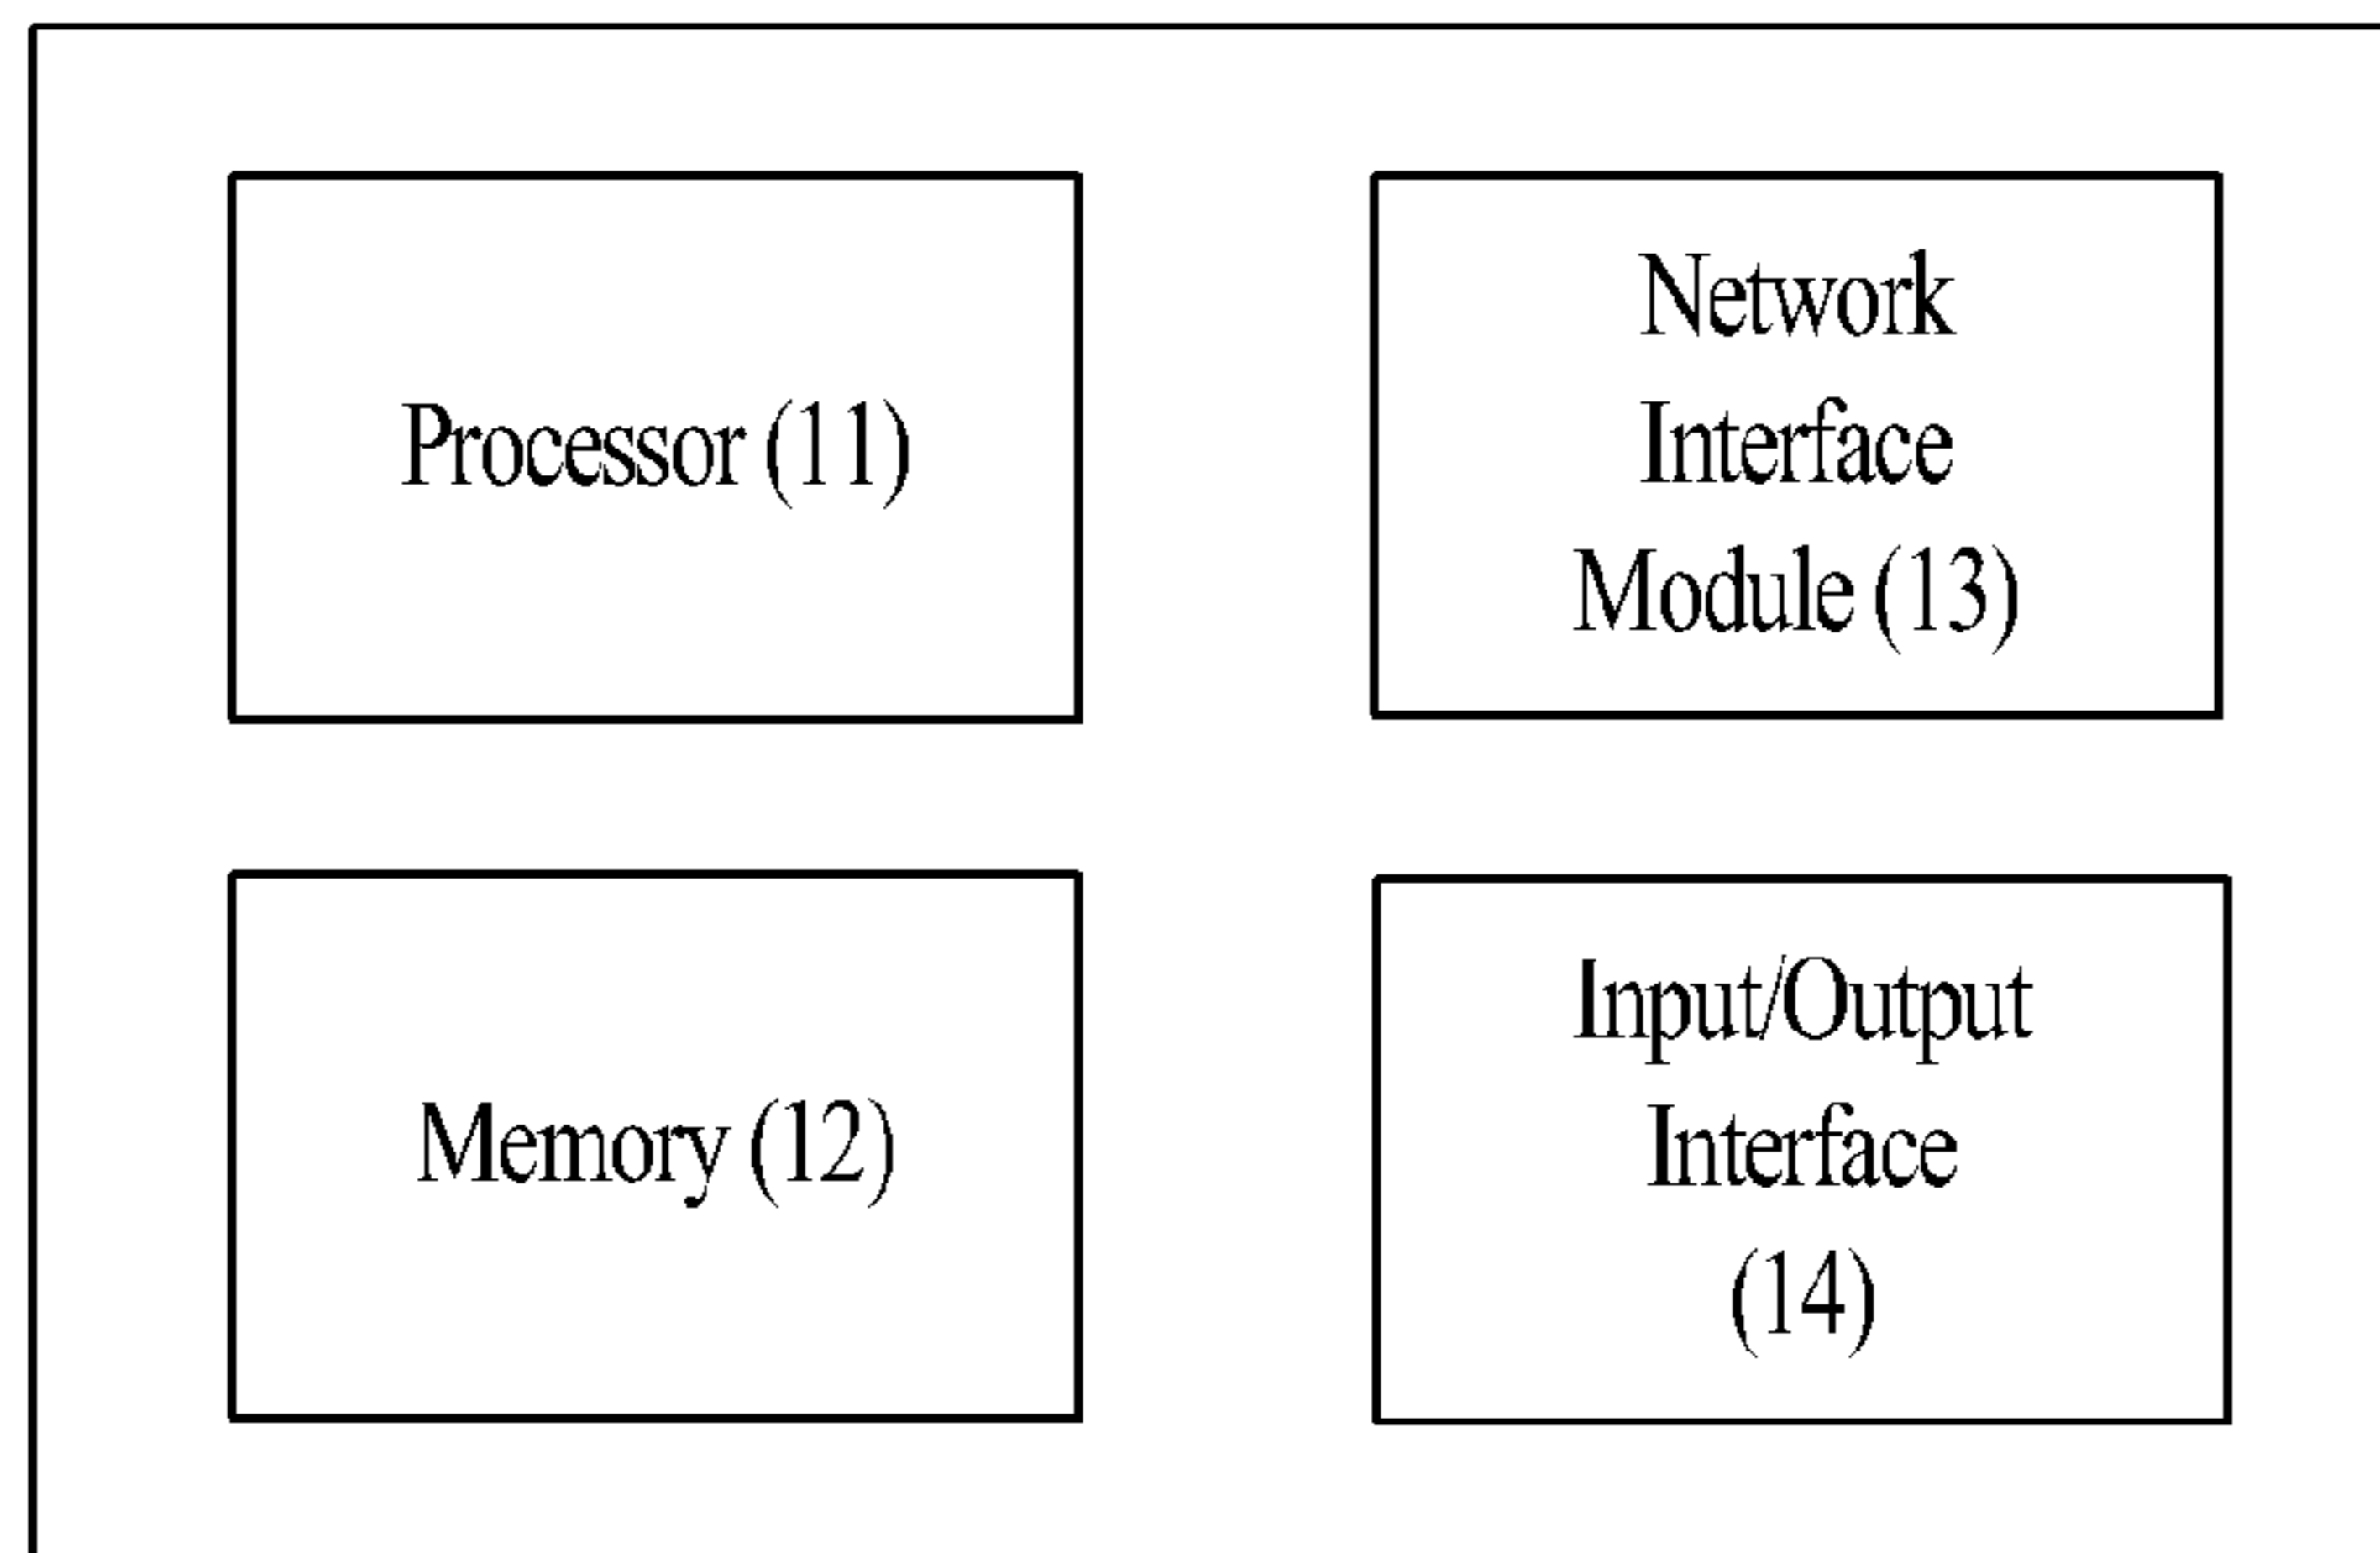 Processor (11)
Network
Interface
Module (13)
Memory (12)
Input/Output
Interface
(14)